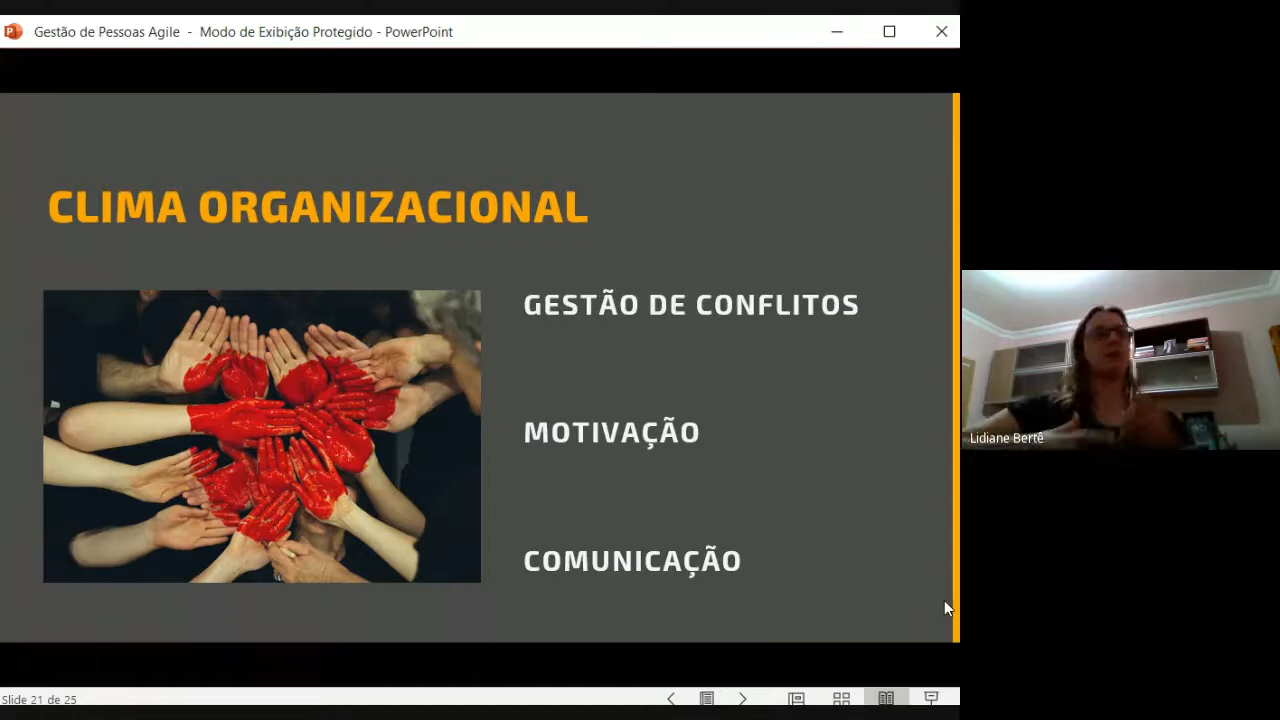 Gestão de Pessoas Agile - Modo de Exibição Protegido - PowerPoint
CLIMA ORGANIZACIONAL
GESTÃO DE CONFLITOS
MOTIVAÇÃO
COMUNICAÇÃO
Lidiane Bertê
Slide 21 de 25